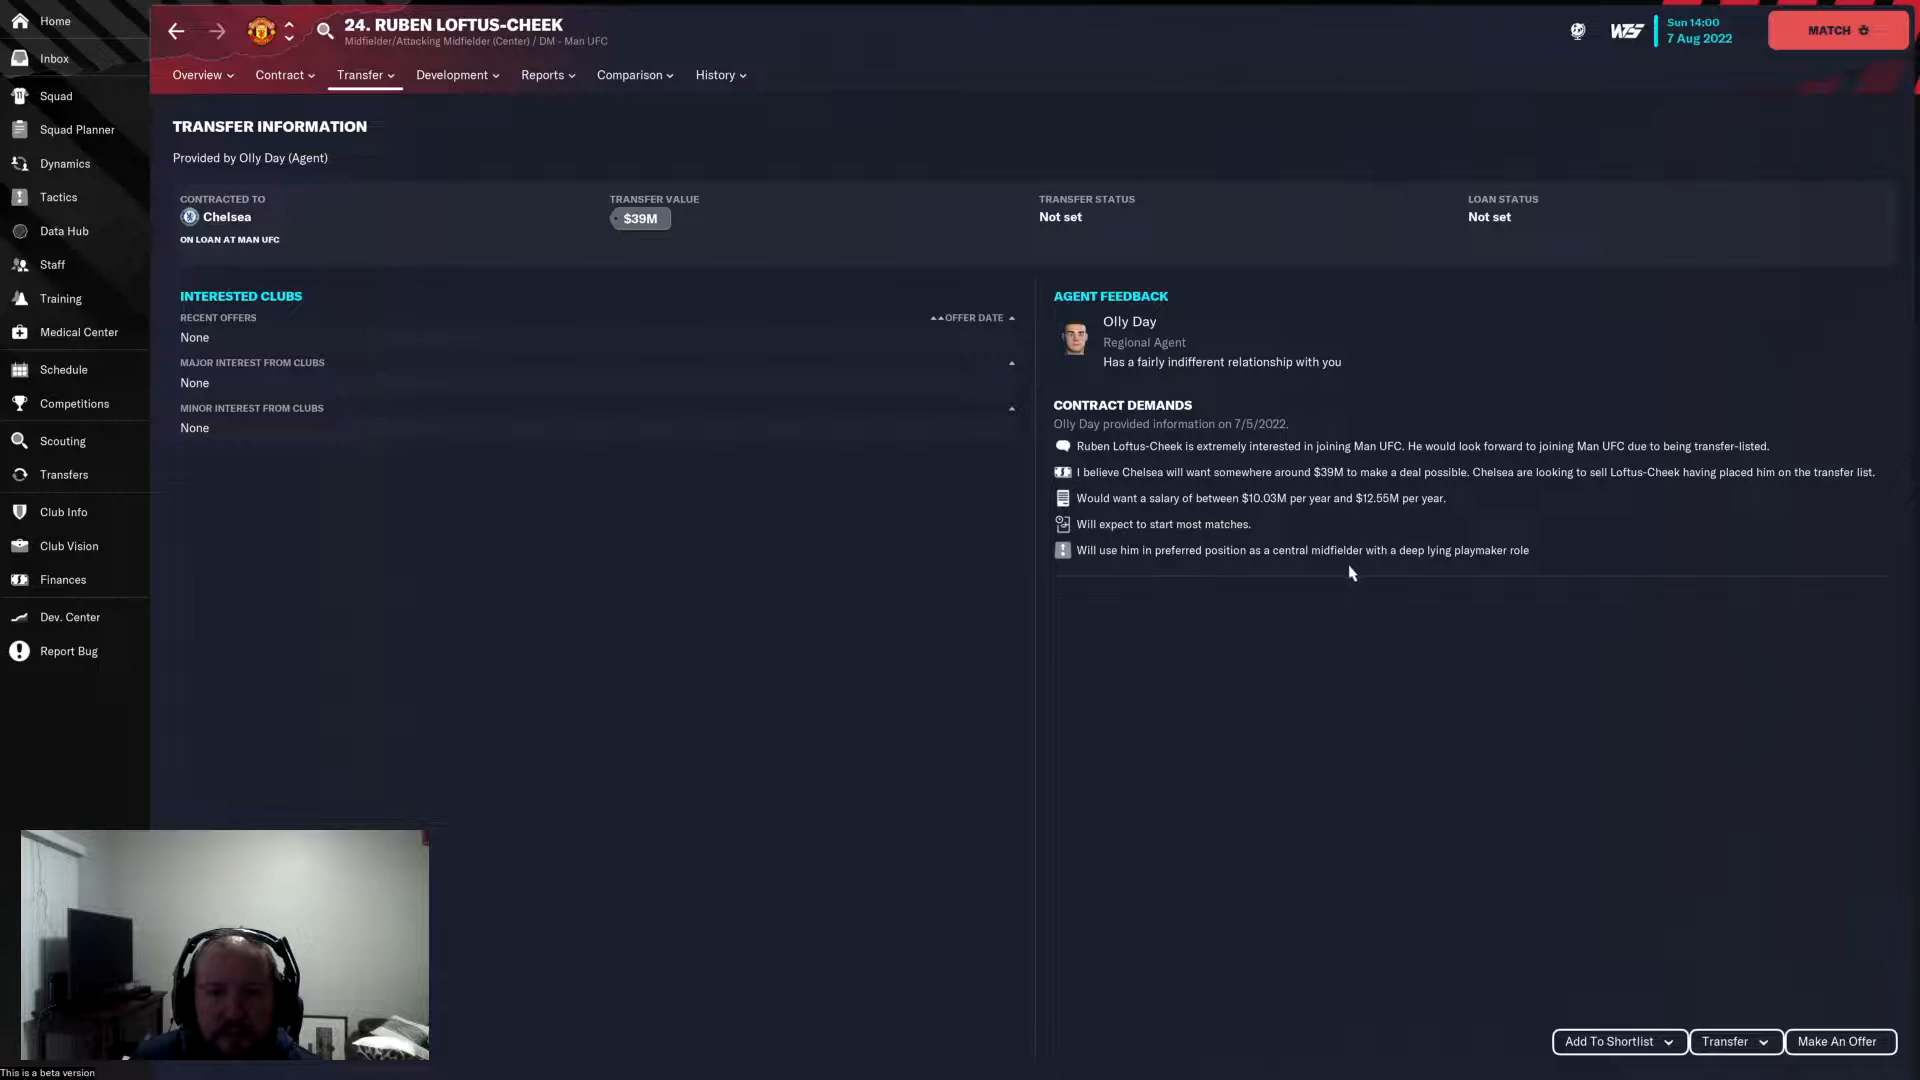 Home
Inbox
Squad
Squad Planner
Dynamics
Tactics
Data Hub
Staff
Training
Medical Center
Schedule
Competitions
Scouting
Transfers
Club Info
Club Vision
Finances
Dev. Center
Report Bug
24. RUBEN LOFTUS-CHEEK
Midfielder/Attacking Midfielder (Center) / DM - Man UFC
Sun 14:00
7 Aug 2022
MATCH
Overview
Contract
Transfer
Development
Reports
Comparison
History
TRANSFER INFORMATION
Provided by Olly Day (Agent)
CONTRACTED TO
Chelsea
ON LOAN AT MAN UFC
TRANSFER VALUE
$39M
TRANSFER STATUS
Not set
LOAN STATUS
Not set
INTERESTED CLUBS
RECENT OFFERS
OFFER DATE
None
MAJOR INTEREST FROM CLUBS
None
MINOR INTEREST FROM CLUBS
None
AGENT FEEDBACK
Olly Day
Regional Agent
Has a fairly indifferent relationship with you
CONTRACT DEMANDS
Olly Day provided information on 7/5/2022.
Ruben Loftus-Cheek is extremely interested in joining Man UFC. He would look forward to joining Man UFC due to being transfer-listed.
I believe Chelsea will want somewhere around $39M to make a deal possible. Chelsea are looking to sell Loftus-Cheek having placed him on the transfer list.
Would want a salary of between $10.03M per year and $12.55M per year.
Will expect to start most matches.
Will use him in preferred position as a central midfielder with a deep lying playmaker role
Add To Shortlist
Transfer
Make An Offer
This is a beta version